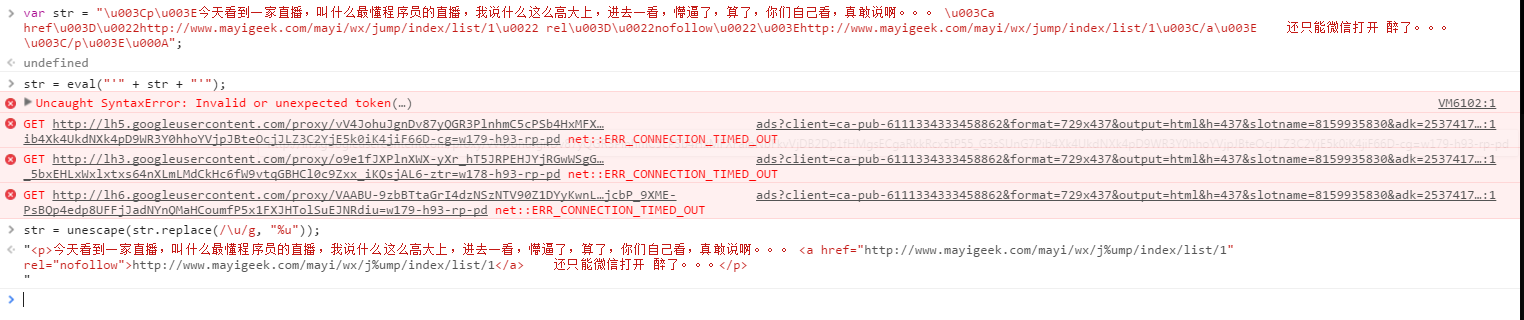 var str = "\u003Cp\u003E今天看到一家直播，叫什么最懂程序员的直播，我说什么这么高大上，进去一看，懵逼了，算了，你们自己看，真敢说啊。。。 \u003Ca
href\u003D\u0022http://www.mayigeek.com/mayi/wx/jump/index/list/1\u0022 rel\u003D\u0022nofollow\u0022\u003Ehttp://www.mayigeek.com/mayi/wx/jump/index/list/1\u003C/a\u003E 还只能微信打开 醉了。。。
\u003C/p\u003E\u000A";
undefined
str = eval("'" + str + "'");
Uncaught SyntaxError: Invalid or unexpected token(…) VM6102:1
GET http://lh5.googleusercontent.com/proxy/vV4JohuJgnDv87yQGR3PlnhmC5cPSb4HxMFX… ads?client=ca-pub-6111334333458862&format=729x437&output=html&h=437&slotname=8159935830&adk=2537417…:1
ib4Xk4UkdNXk4pD9WR3Y0hhoYVjpJBteOcjJLZ3C2YjE5k0iK4jiF66D-cg=w179-h93-rp-pd net::ERR_CONNECTION_TIMED_OUT
GET http://lh3.googleusercontent.com/proxy/o9e1fJXPlnXWX-yXr_hT5JRPEHJYjRGwWSgG… ads?client=ca-pub-6111334333458862&format=729x437&output=html&h=437&slotname=8159935830&adk=2537417…:1
_5bxEHLxWxlxtxs64nXLmLMdCkHc6fW9vtqGBHCl0c9Zxx_iKQsjAL6-ztr=w178-h93-rp-pd net::ERR_CONNECTION_TIMED_OUT
GET http://lh6.googleusercontent.com/proxy/VAABU-9zbBTtaGrI4dzNSzNTV90Z1DYyKwnL…jcbP_9XME- ads?client=ca-pub-6111334333458862&format=729x437&output=html&h=437&slotname=8159935830&adk=2537417…:1
PsBQp4edp8UFFjJadNYnQMaHCoumfP5x1FXJHTolSuEJNRdiu=w179-h93-rp-pd net::ERR_CONNECTION_TIMED_OUT
str = unescape(str.replace(/\u/g, "%u"));
"<p>今天看到一家直播，叫什么最懂程序员的直播，我说什么这么高大上，进去一看，懵逼了，算了，你们自己看，真敢说啊。。。 <a href="http://www.mayigeek.com/mayi/wx/j%ump/index/list/1"
rel="nofollow">http://www.mayigeek.com/mayi/wx/j%ump/index/list/1</a> 还只能微信打开 醉了。。。</p>
"